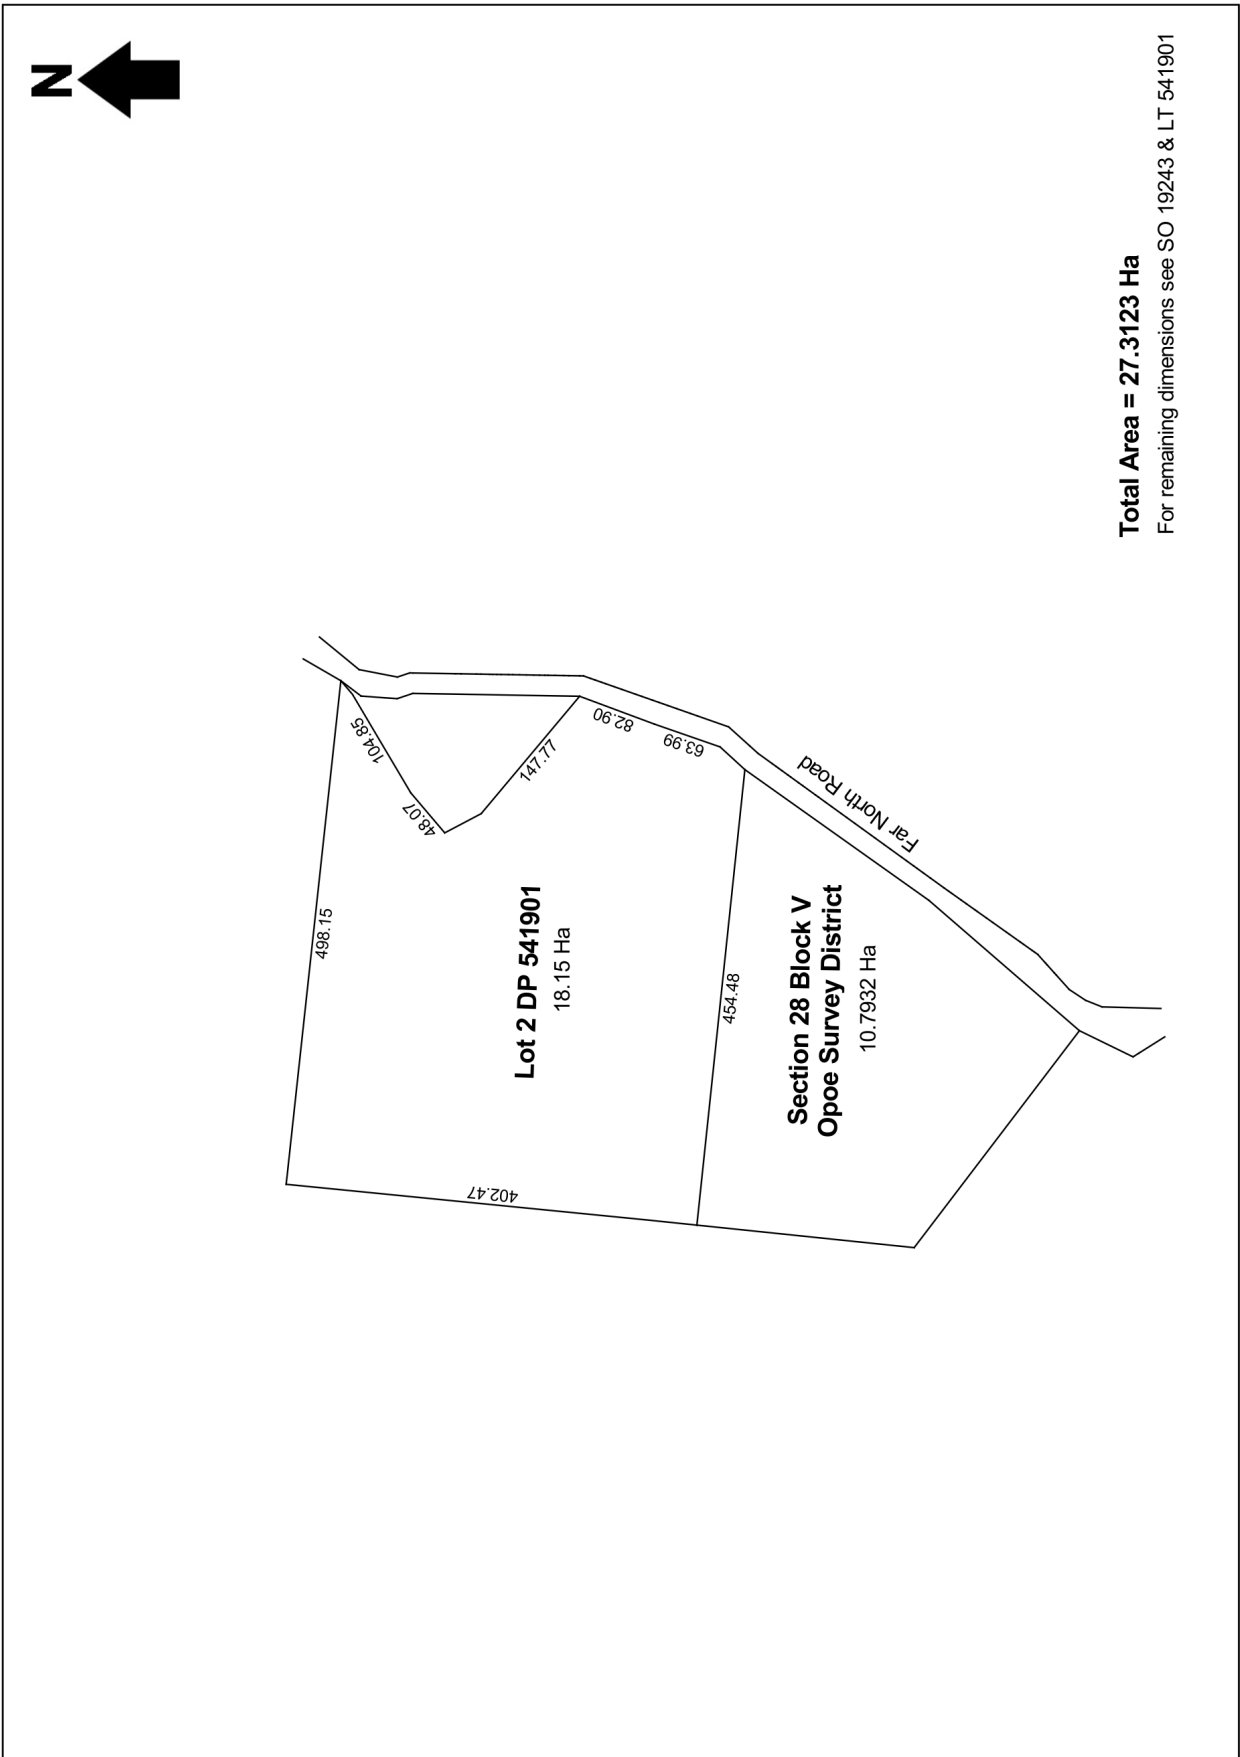 N
498.15
104.85
48.07
147.77
82.90
63.99
402.47
Lot 2 DP 541901
18.15 Ha
454.48
Section 28 Block V
Opoe Survey District
10.7932 Ha
Far North Road
Total Area = 27.3123 Ha
For remaining dimensions see SO 19243 & LT 541901